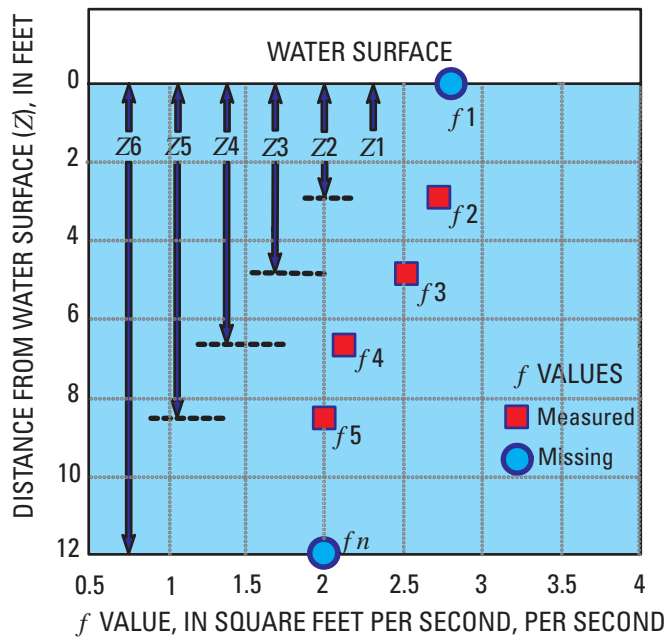 WATER SURFACE
DISTANCE FROM WATER SURFACE (Z), IN FEET
0
2
4
6
8
10
12
Z6 Z5 Z4 Z3 Z2 Z1
f1
f2
f3
f4
f5
fn
f VALUES
Measured
Missing
0.5 1 1.5 2 2.5 3 3.5 4
f VALUE, IN SQUARE FEET PER SECOND, PER SECOND